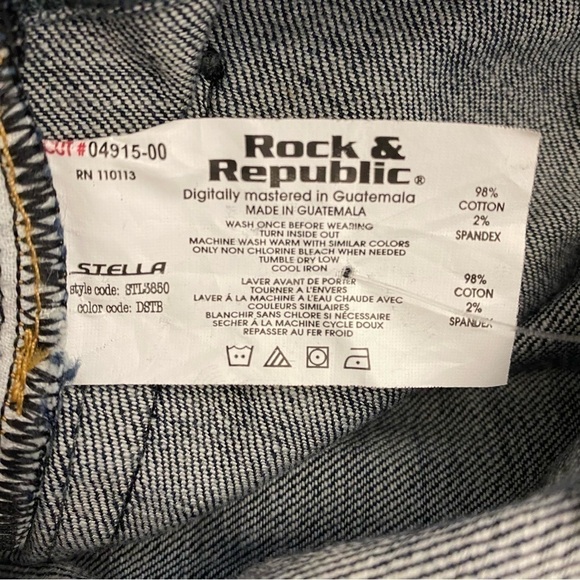 CUT # 04915-00
RN 110113
Rock &
Republic®
Digitally mastered in Guatemala
MADE IN GUATEMALA
WASH ONCE BEFORE WEARING
TURN INSIDE OUT
MACHINE WASH WARM WITH SIMILAR COLORS
ONLY NON CHLORINE BLEACH WHEN NEEDED
TUMBLE DRY LOW
COOL IRON
98%
COTTON
2%
SPANDEX
STELLA
style code: STL3850
color code: DSTB
LAVER AVANT DE PORTER
TOURNER A L'ENVERS
LAVER À LA MACHINE A L'EAU CHAUDE AVEC
COULEURS SIMILAIRES
BLANCHIR SANS CHLORE SI NECESSAIRE
SECHER À LA MACHINE CYCLE DOUX
REPASSER AU FER FROID
98%
COTON
2%
SPANDEX